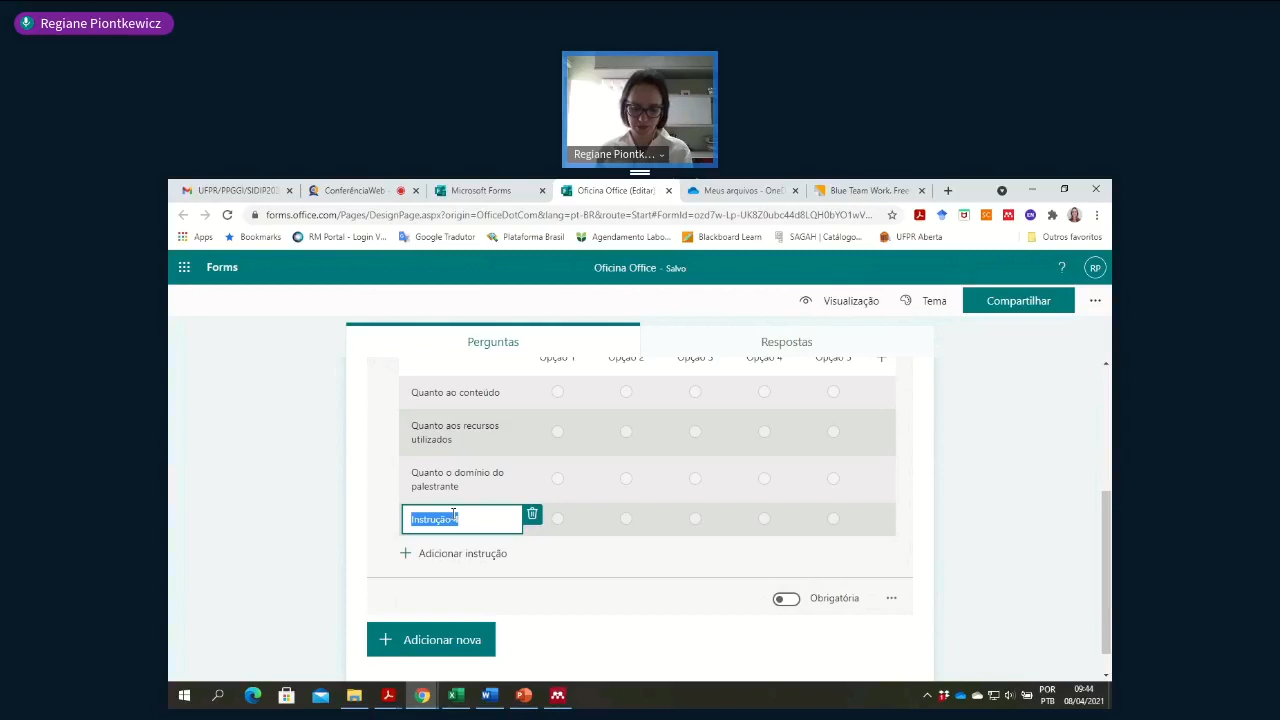 Regiane Piontkewicz
Regiane Piontk...
UFPR/PPGGI/SIDIP202
ConferênciaWeb
Microsoft Forms
Oficina Office (Editar)
Meus arquivos - OneD
Blue Team Work. Free
forms.office.com/Pages/DesignPage.aspx?origin=OfficeDotCom&lang=pt-BR&route=Start#FormId=ozd7w-Lp-UK8Z0ubc44d8LQH0bYO1wV...
Apps
Bookmarks
RM Portal - Login V...
Google Tradutor
Plataforma Brasil
Agendamento Labo...
Blackboard Learn
SAGAH | Catálogo...
UFPR Aberta
Outros favoritos
Forms
Oficina Office - Salvo
?
RP
Visualização
Tema
Compartilhar
Perguntas
Respostas
Opção 1
Opção 2
Opção 3
Opção 4
Opção 5
Quanto ao conteúdo
Quanto aos recursos
utilizados
Quanto o domínio do
palestrante
Instrução 4
Adicionar instrução
Obrigatória
Adicionar nova
POR
PTB
09:44
08/04/2021